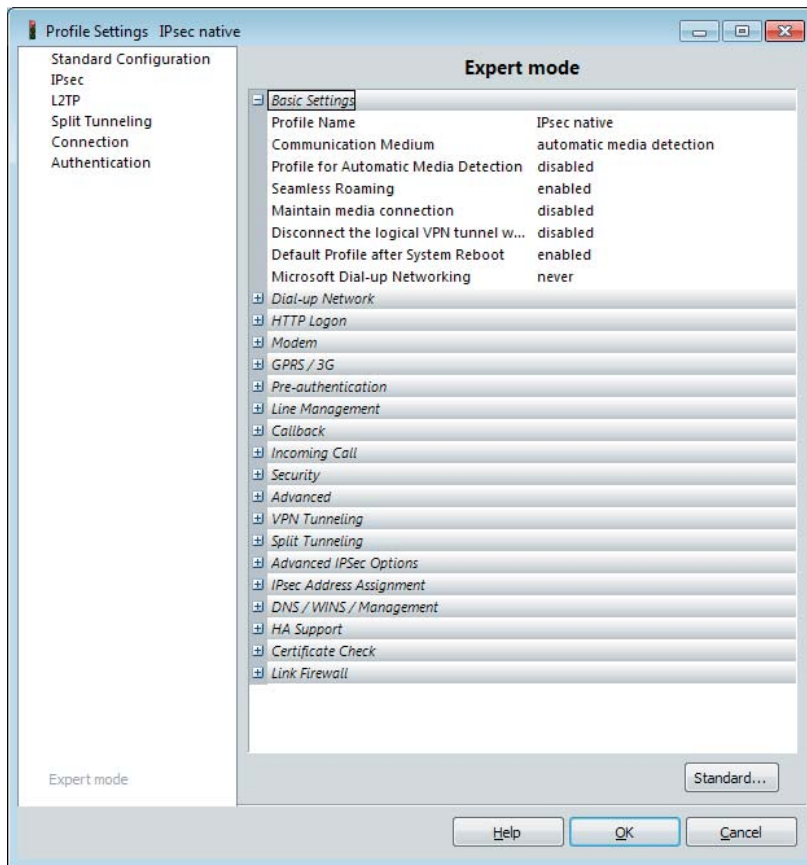 Profile Settings IPsec native
Standard Configuration
IPsec
L2TP
Split Tunneling
Connection
Authentication
Expert mode
Expert mode
Basic Settings
Profile Name IPsec native
Communication Medium automatic media detection
Profile for Automatic Media Detection disabled
Seamless Roaming enabled
Maintain media connection disabled
Disconnect the logical VPN tunnel w... disabled
Default Profile after System Reboot enabled
Microsoft Dial-up Networking never
Dial-up Network
HTTP Logon
Modem
GPRS / 3G
Pre-authentication
Line Management
Callback
Incoming Call
Security
Advanced
VPN Tunneling
Split Tunneling
Advanced IPSec Options
IPsec Address Assignment
DNS / WINS / Management
HA Support
Certificate Check
Link Firewall
Standard...
Help OK Cancel